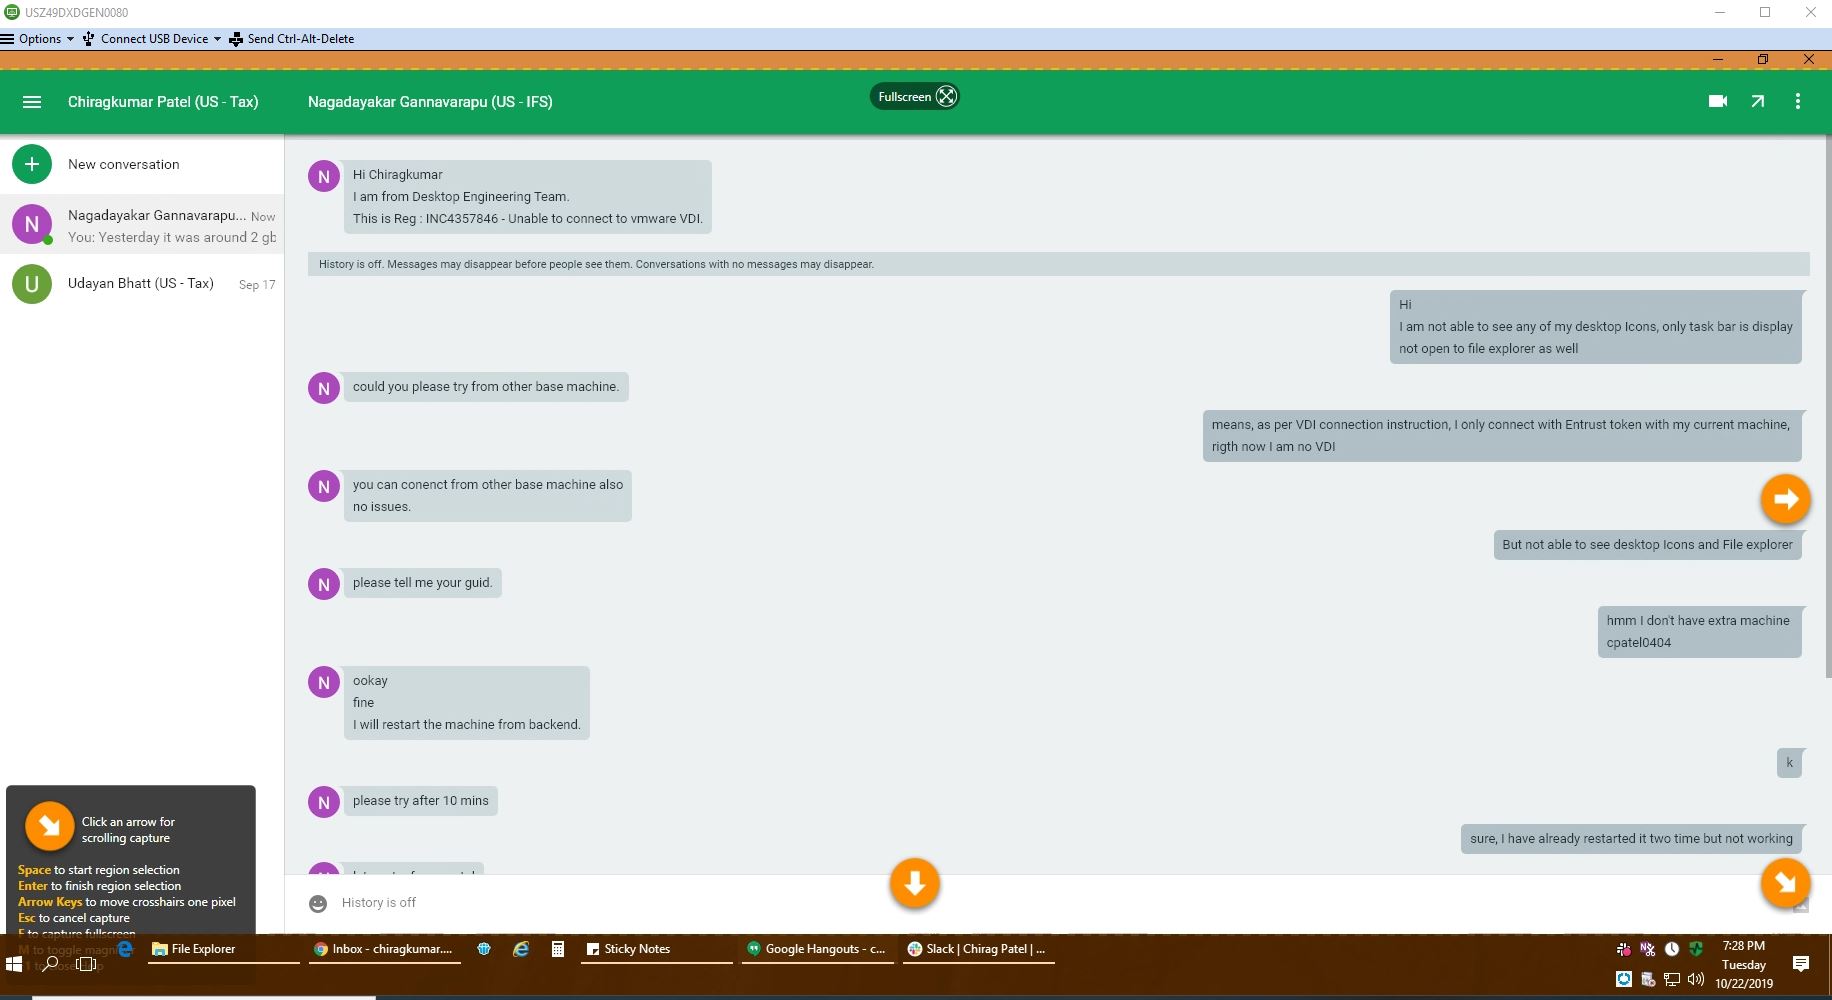 USZ49DXDGEN0080
Options Connect USB Device Send Ctrl-Alt-Delete
Chiragkumar Patel (US - Tax) Nagadayakar Gannavarapu (US - IFS) Fullscreen
New conversation
N Nagadayakar Gannavarapu... Now
You: Yesterday it was around 2 gb
U Udayan Bhatt (US - Tax) Sep 17
N Hi Chiragkumar
I am from Desktop Engineering Team.
This is Reg : INC4357846 - Unable to connect to vmware VDI.
History is off. Messages may disappear before people see them. Conversations with no messages may disappear.
Hi
I am not able to see any of my desktop Icons, only task bar is display
not open to file explorer as well
N could you please try from other base machine.
means, as per VDI connection instruction, I only connect with Entrust token with my current machine,
rigth now I am no VDI
N you can conenct from other base machine also
no issues.
But not able to see desktop Icons and File explorer
N please tell me your guid.
hmm I don't have extra machine
cpatel0404
N ookay
fine
I will restart the machine from backend.
k
N please try after 10 mins
sure, I have already restarted it two time but not working
History is off
Click an arrow for
scrolling capture
Space to start region selection
Enter to finish region selection
Arrow Keys to move crosshairs one pixel
Esc to cancel capture
F to capture fullscreen
M to toggle
File Explorer Inbox - chiragkumar.... Sticky Notes Google Hangouts - c... Slack | Chirag Patel | ...
7:28 PM
Tuesday
10/22/2019